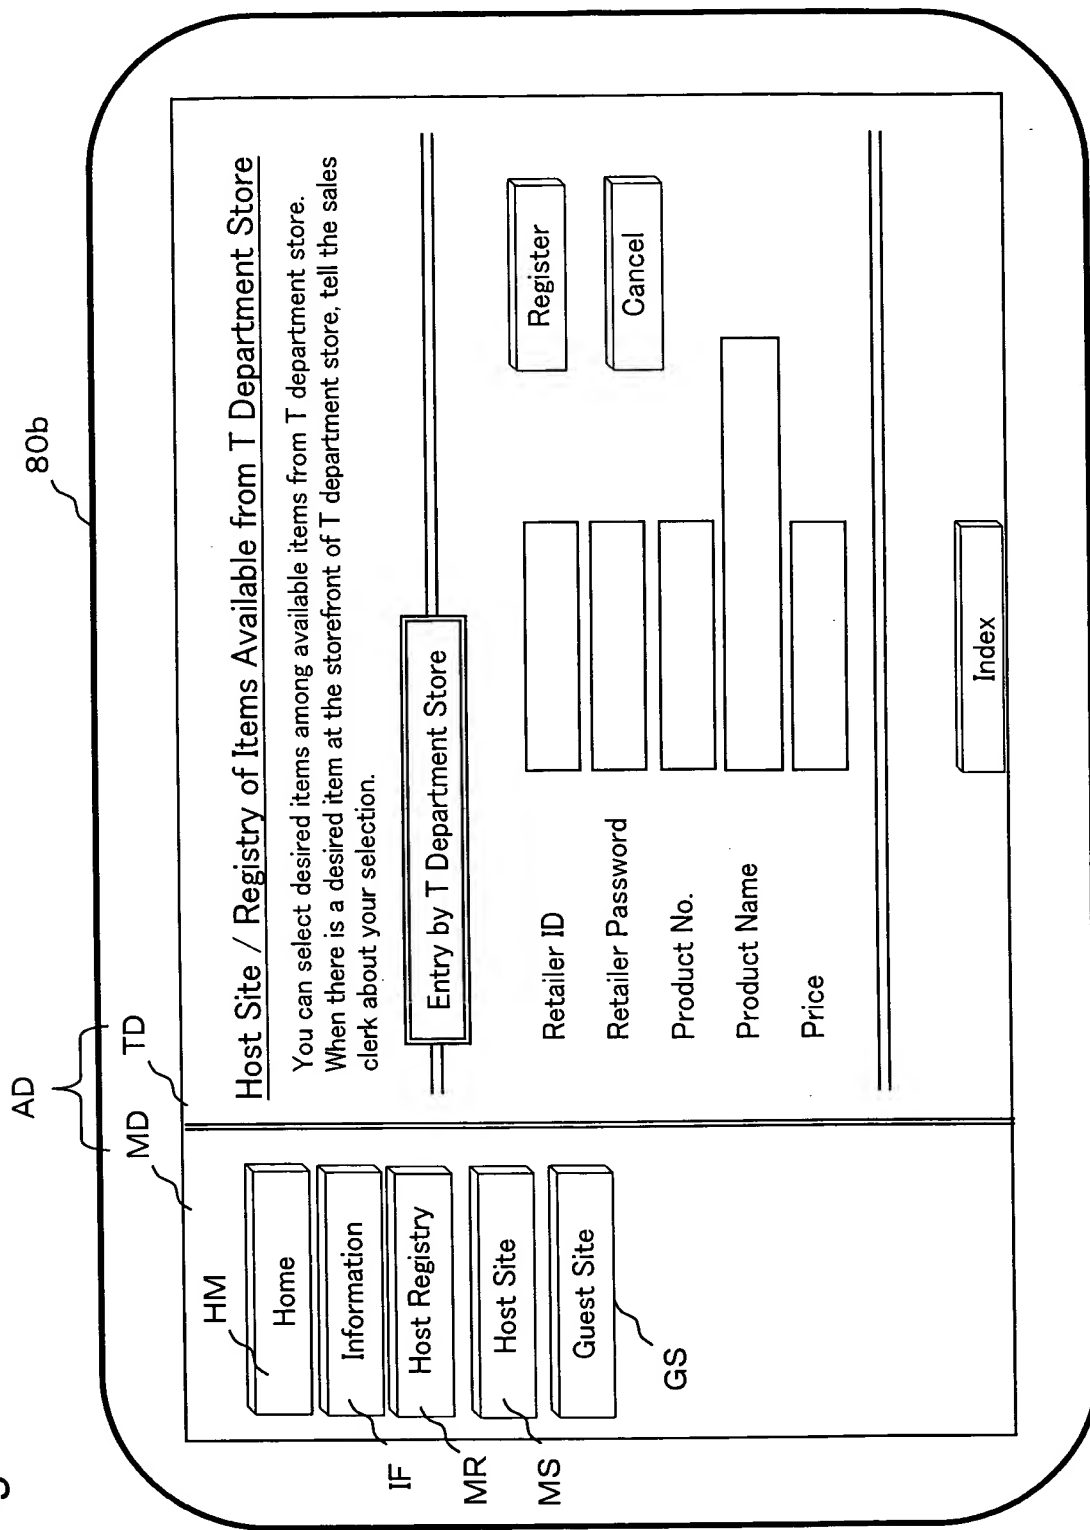 80b
AD
MD
TD
HM
Home
Information
Host Registry
Host Site
Guest Site
IF
MR
MS
GS
Host Site / Registry of Items Available from T Department Store
You can select desired items among available items from T department store.
When there is a desired item at the storefront of T department store, tell the sales
clerk about your selection.
Entry by T Department Store
Retailer ID
Retailer Password
Product No.
Product Name
Price
Register
Cancel
Index